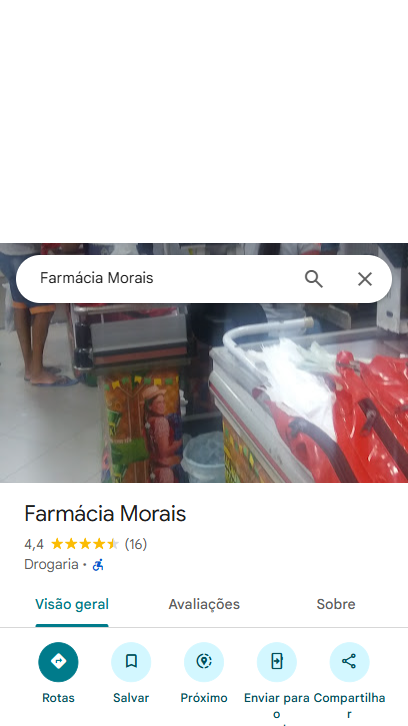 Farmácia Morais
Farmácia Morais
4,4 (16)
Drogaria ·
Visão geral Avaliações Sobre
Rotas Salvar Próximo Enviar para o Compartilhar